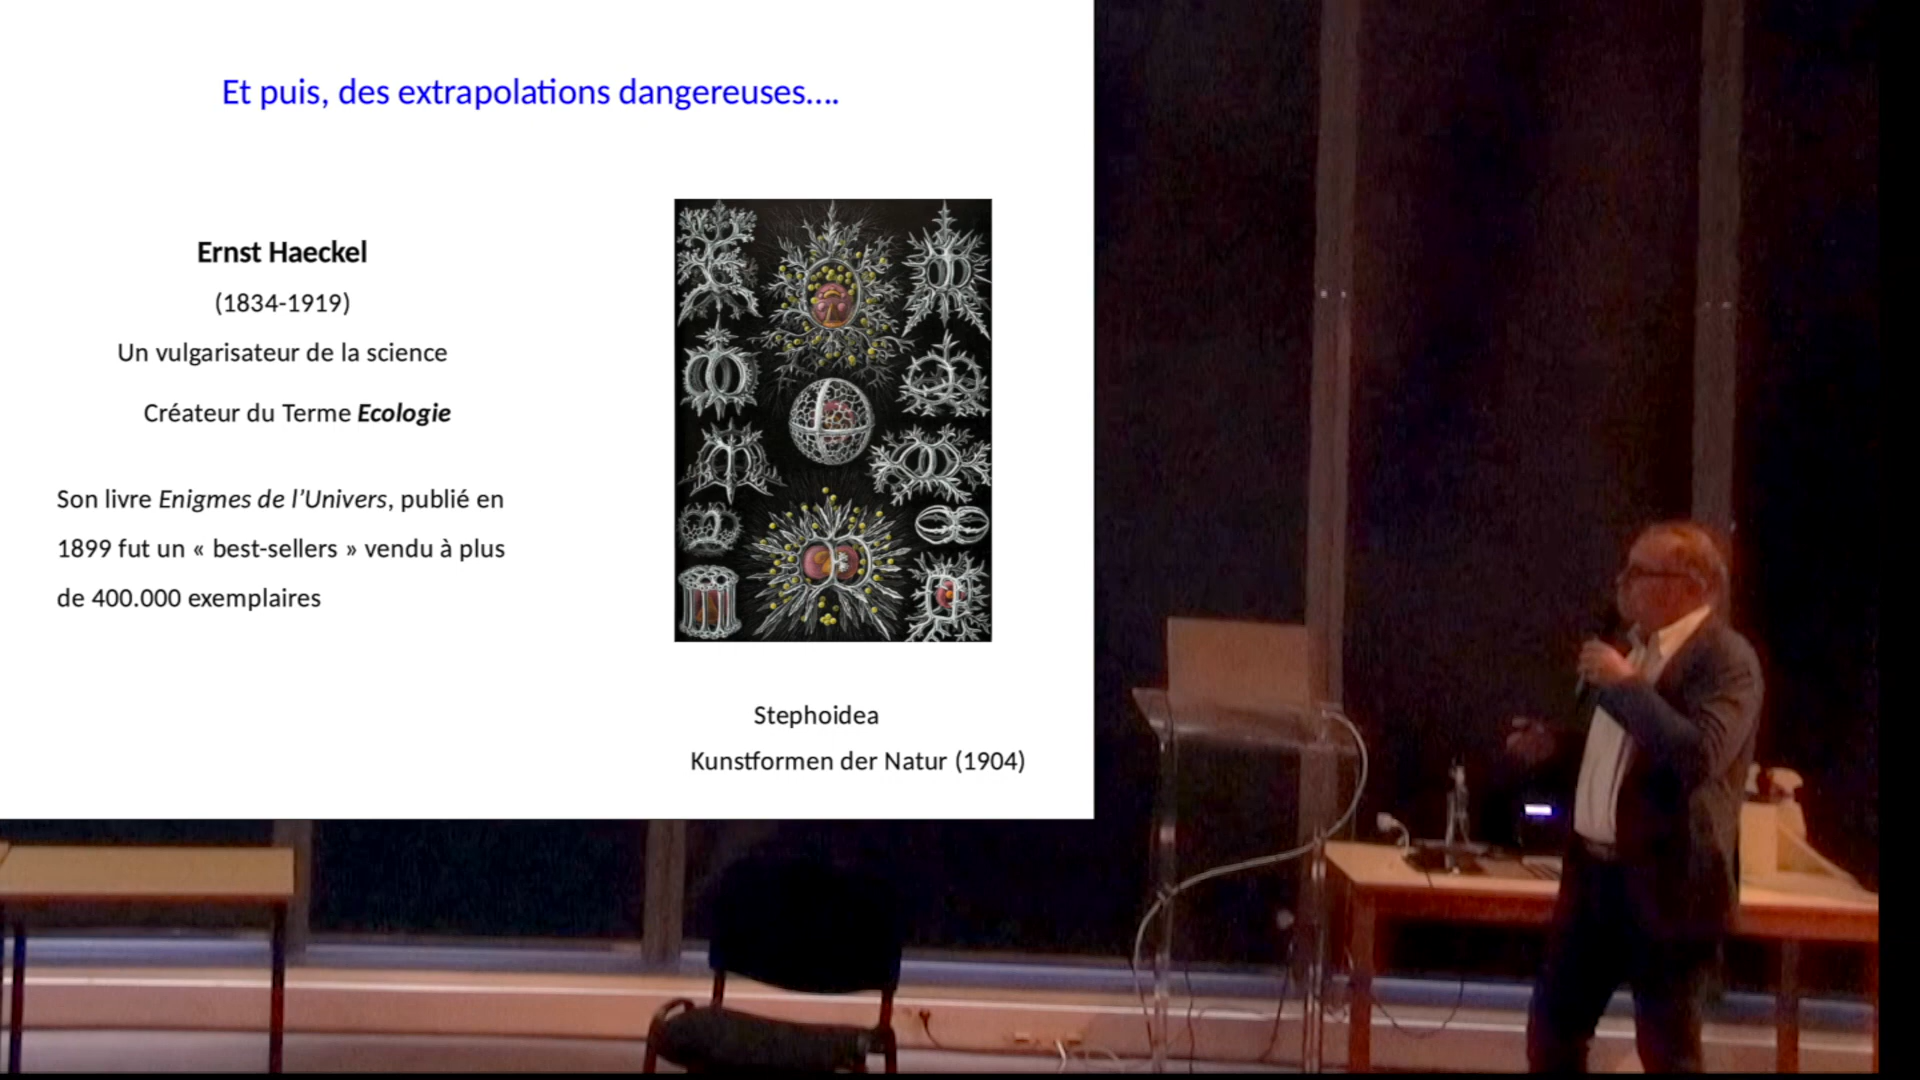 Et puis, des extrapolations dangereuses....
Ernst Haeckel
(1834-1919)
Un vulgarisateur de la science
Créateur du Terme Ecologie
Son livre Enigmes de l’Univers, publié en
1899 fut un « best-sellers » vendu à plus
de 400.000 exemplaires
Stephoidea
Kunstformen der Natur (1904)